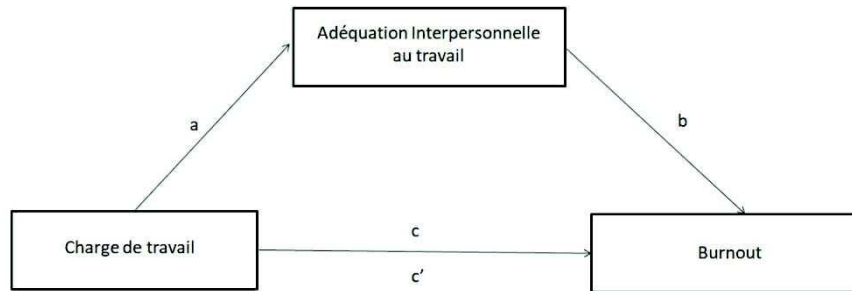 Adéquation Interpersonnelle
au travail
a
b
Charge de travail
c
c'
Burnout